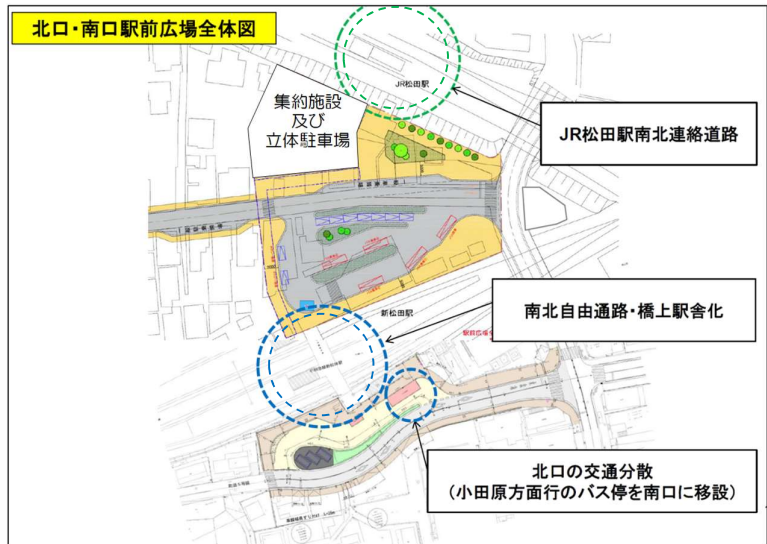 北口・南口駅前広場全体図
JR松田駅
集約施設
及び
立体駐車場
JR松田駅南北連絡道路
新松田駅
南北自由通路・橋上駅舎化
北口の交通分散
（小田原方面行のバス停を南口に移設）